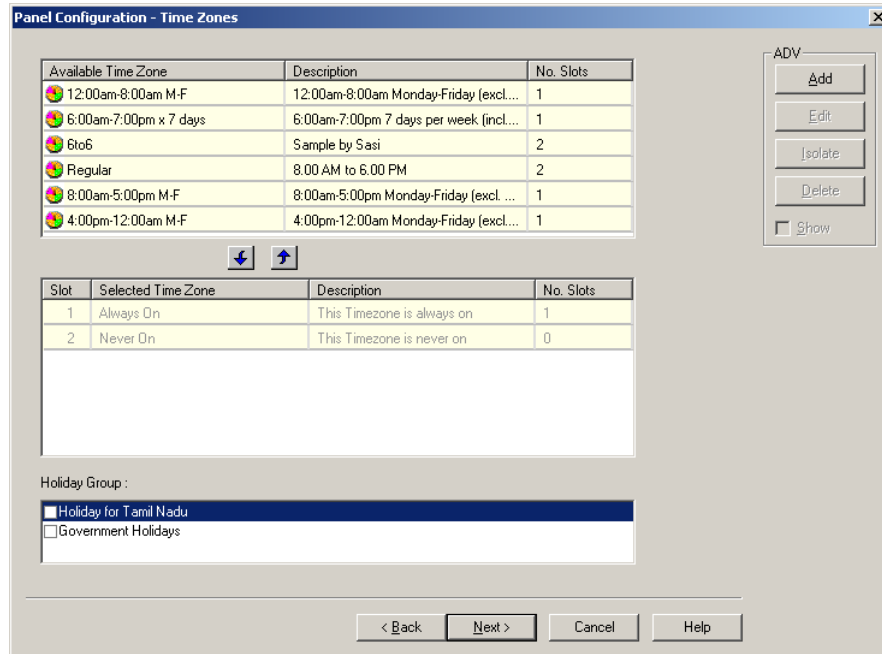 Panel Configuration - Time Zones
Available Time Zone Description No. Slots
12:00am-8:00am M-F 12:00am-8:00am Monday-Friday (excl.... 1
6:00am-7:00pm x 7 days 6:00am-7:00pm 7 days per week (incl.... 1
6to6 Sample by Sasi 2
Regular 8.00 AM to 6.00 PM 2
8:00am-5:00pm M-F 8:00am-5:00pm Monday-Friday (excl. ... 1
4:00pm-12:00am M-F 4:00pm-12:00am Monday-Friday (excl.... 1
ADV
Add
Edit
Isolate
Delete
Show
Slot Selected Time Zone Description No. Slots
1 Always On This Timezone is always on 1
2 Never On This Timezone is never on 0
Holiday Group :
Holiday for Tamil Nadu
Government Holidays
< Back Next > Cancel Help